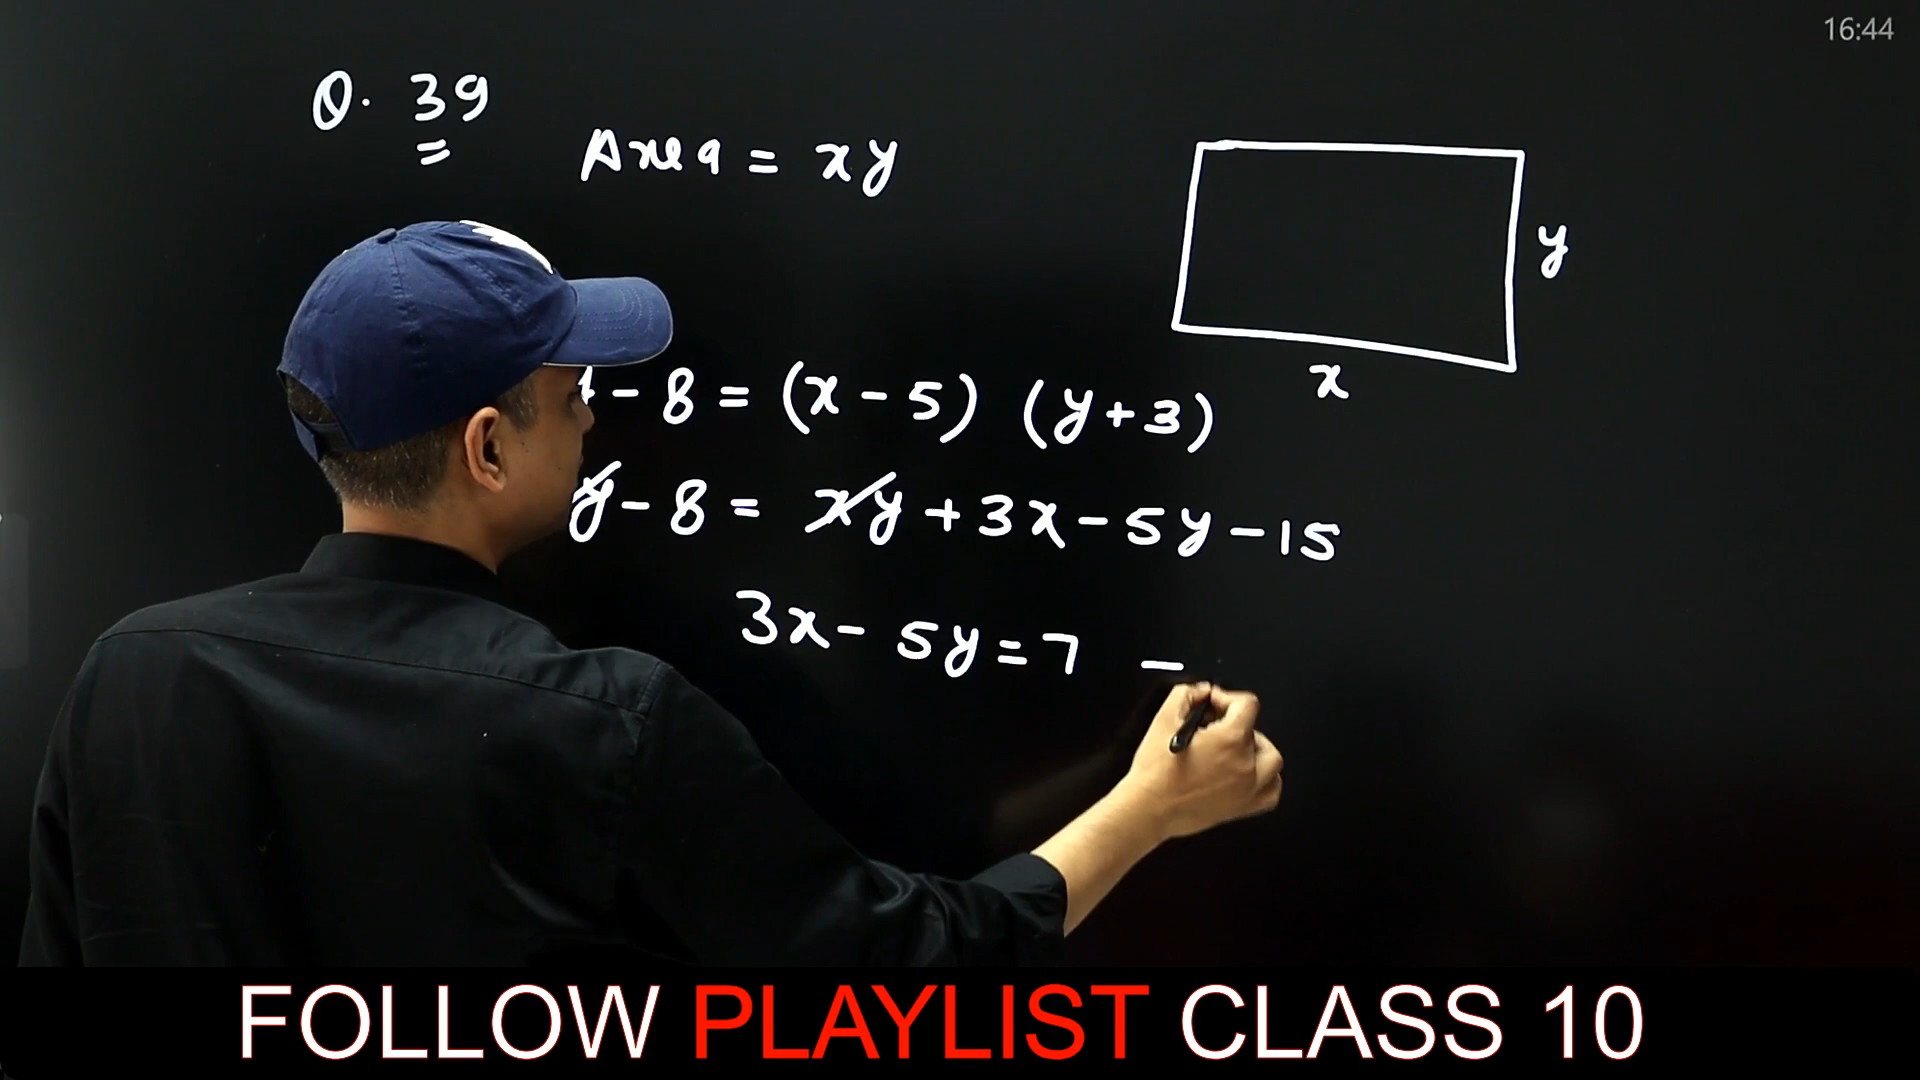 16:44
Q. 39
Area = xy
y
x
- 8 = (x - 5) (y + 3)
y - 8 = xy + 3x - 5y - 15
3x - 5y = 7 -
FOLLOW PLAYLIST CLASS 10